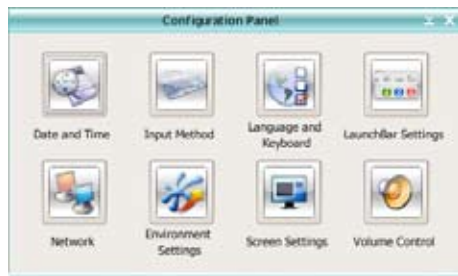 Configuration Panel
Date and Time
Input Method
Language and
Keyboard
LaunchBar Settings
Network
Environment
Settings
Screen Settings
Volume Control